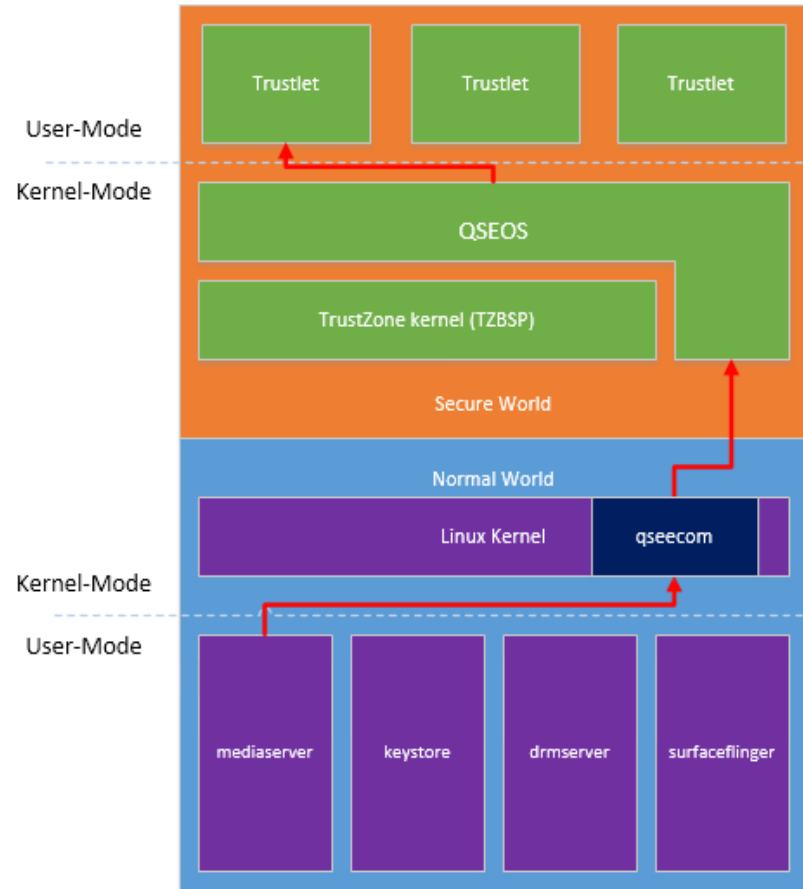 Trustlet
Trustlet
Trustlet
User-Mode
Kernel-Mode
QSEOS
TrustZone kernel (TZBSP)
Secure World
Normal World
Linux Kernel
qseecom
Kernel-Mode
User-Mode
mediaserver
keystore
drmserver
surfaceflinger